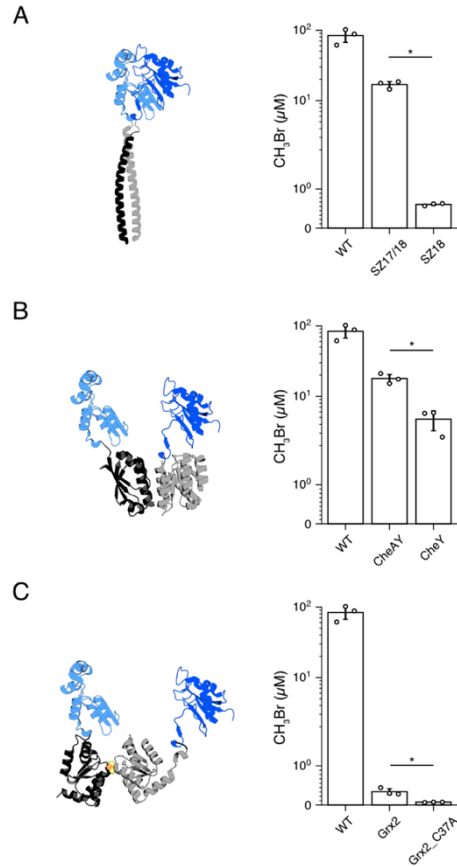 A
CH₃Br (µM)
10²
10¹
10⁰
0
*
WT
SZ17/18
SZ18
B
CH₃Br (µM)
10²
10¹
10⁰
0
*
WT
CheAY
CheY
C
CH₃Br (µM)
10²
10¹
10⁰
0
*
WT
Grx2
Grx2_C37A